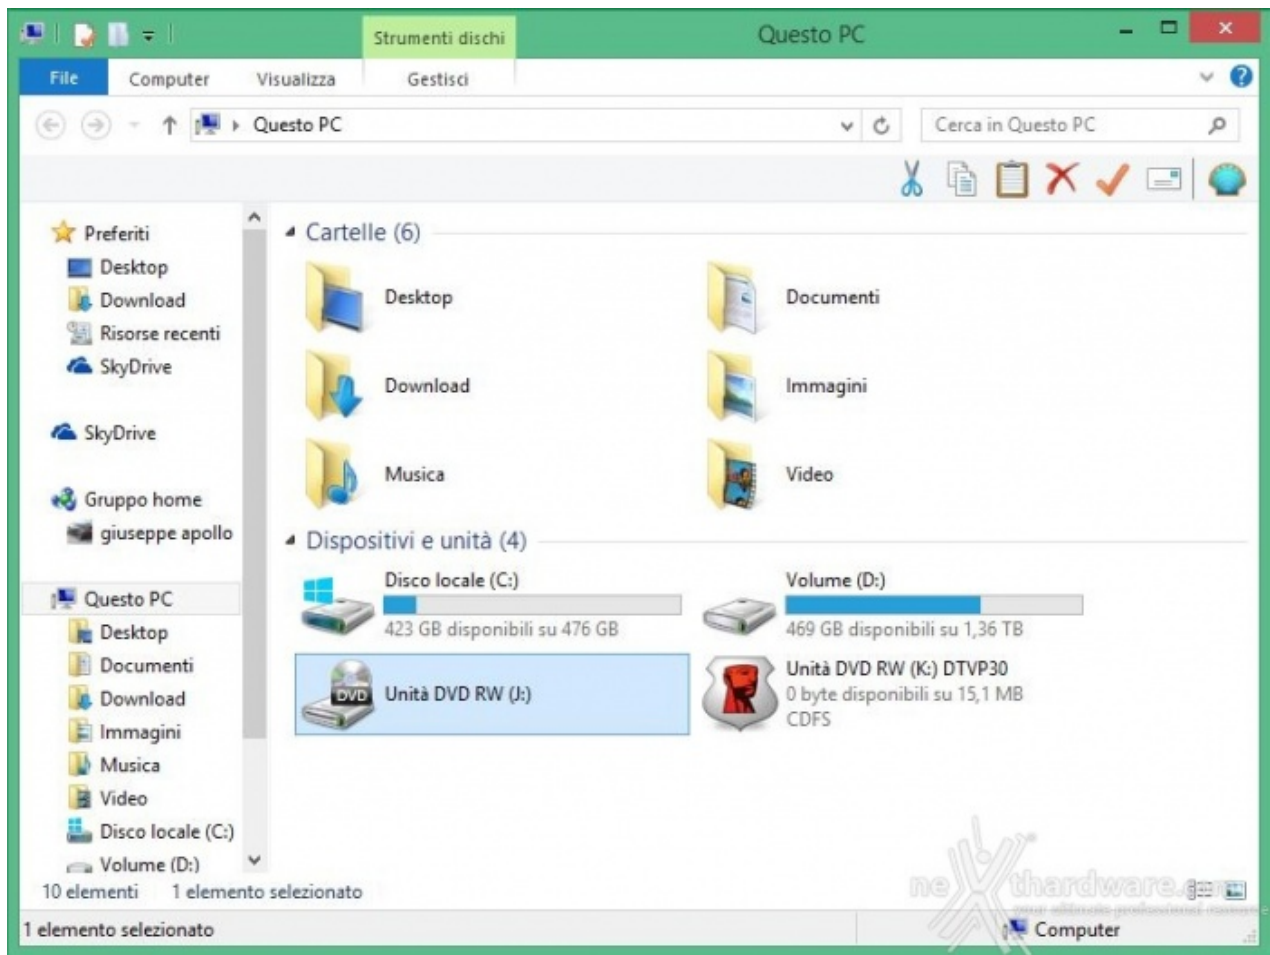 Strumenti dischi
Questo PC
File
Computer
Visualizza
Gestisci
Questo PC
Cerca in Questo PC
Preferiti
Desktop
Download
Risorse recenti
SkyDrive
SkyDrive
Gruppo home
giuseppe apollo
Questo PC
Desktop
Documenti
Download
Immagini
Musica
Video
Disco locale (C:)
Volume (D:)
Cartelle (6)
Desktop
Documenti
Download
Immagini
Musica
Video
Dispositivi e unità (4)
Disco locale (C:)
423 GB disponibili su 476 GB
Volume (D:)
469 GB disponibili su 1,36 TB
DVD
Unità DVD RW (J:)
Unità DVD RW (K:) DTVP30
0 byte disponibili su 15,1 MB
CDFS
10 elementi
1 elemento selezionato
1 elemento selezionato
Computer